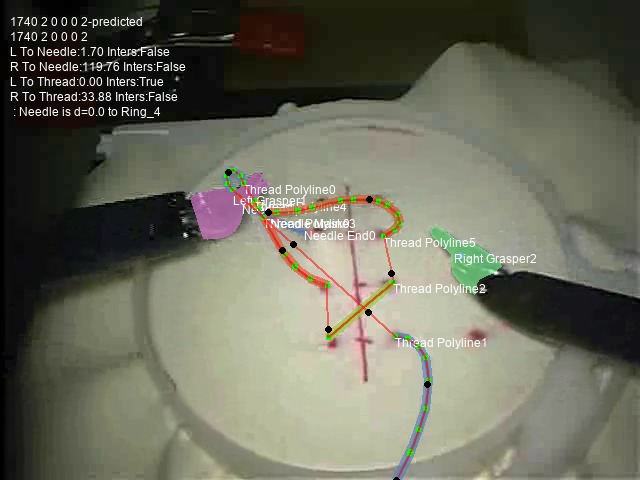 1740 2 0 0 0 2-predicted
1740 2 0 0 0 2
L To Needle:1.70 Inters:False
R To Needle:119.76 Inters:False
L To Thread:0.00 Inters:True
R To Thread:33.88 Inters:False
: Needle is d=0.0 to Ring_4
Thread Polyline0
Left Grasper1
Needle End0
Thread Polyline5
Right Grasper2
Thread Polyline2
Thread Polyline1